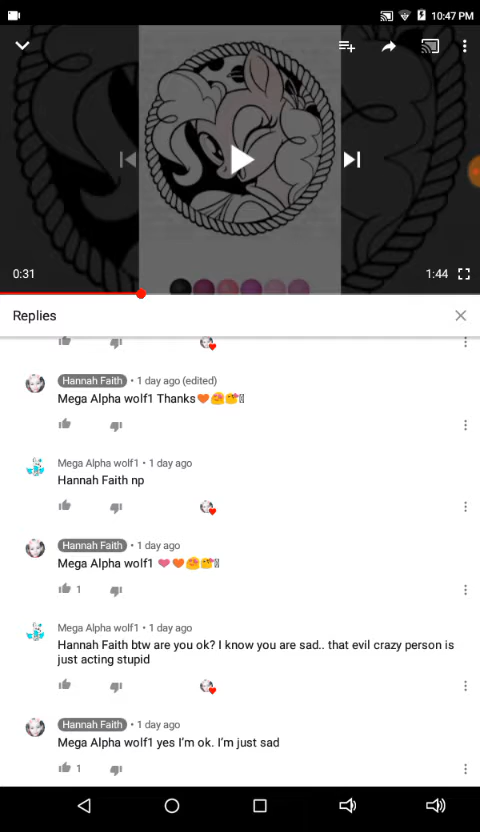 10:47 PM
0:31
1:44
Replies
Hannah Faith • 1 day ago (edited)
Mega Alpha wolf1 Thanks🧡😍😘
Mega Alpha wolf1 • 1 day ago
Hannah Faith np
Hannah Faith • 1 day ago
Mega Alpha wolf1 ❤🧡😍😘
1
Mega Alpha wolf1 • 1 day ago
Hannah Faith btw are you ok? I know you are sad.. that evil crazy person is
just acting stupid
Hannah Faith • 1 day ago
Mega Alpha wolf1 yes I'm ok. I'm just sad
1